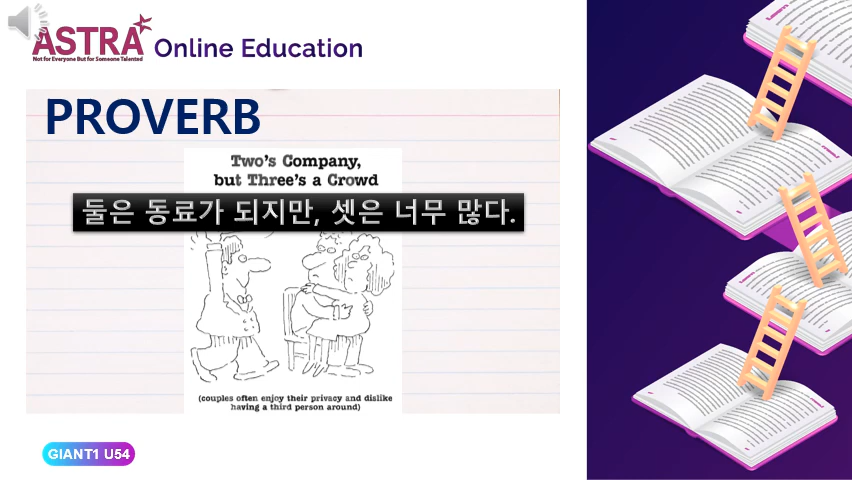 ASTRA
Not for Everyone But for Someone Talented
Online Education
PROVERB
Two's Company,
but Three's a Crowd
둘은 동료가 되지만, 셋은 너무 많다.
(couples often enjoy their privacy and dislike
having a third person around)
GIANT1 U54